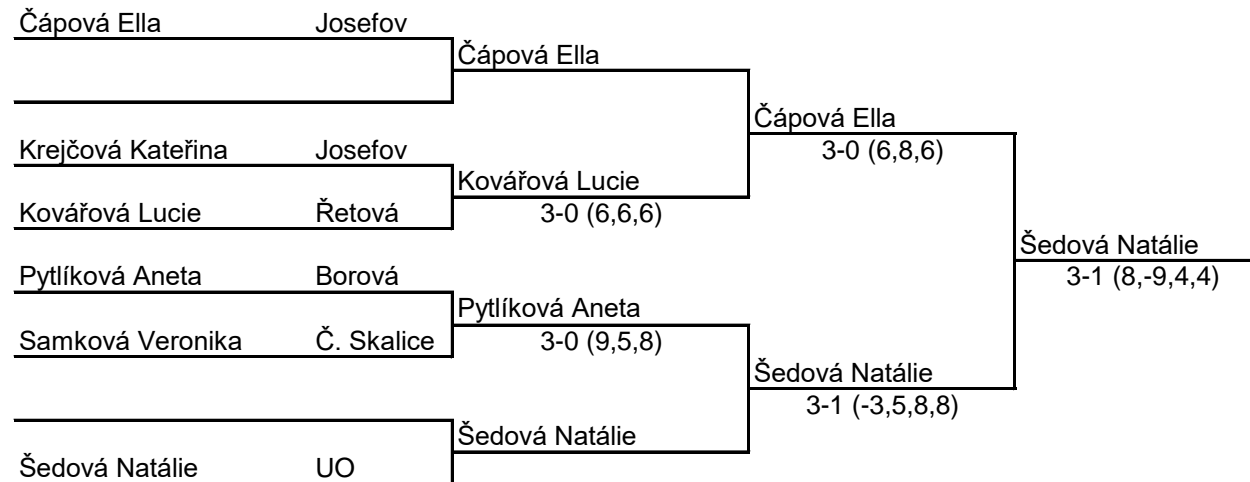 Čápová Ella Josefov
Čápová Ella
Čápová Ella
Krejčová Kateřina Josefov
3-0 (6,8,6)
Kovářová Lucie
Kovářová Lucie Řetová
3-0 (6,6,6)
Šedová Natálie
Pytlíková Aneta Borová
3-1 (8,-9,4,4)
Pytlíková Aneta
Samková Veronika Č. Skalice
3-0 (9,5,8)
Šedová Natálie
3-1 (-3,5,8,8)
Šedová Natálie
Šedová Natálie UO